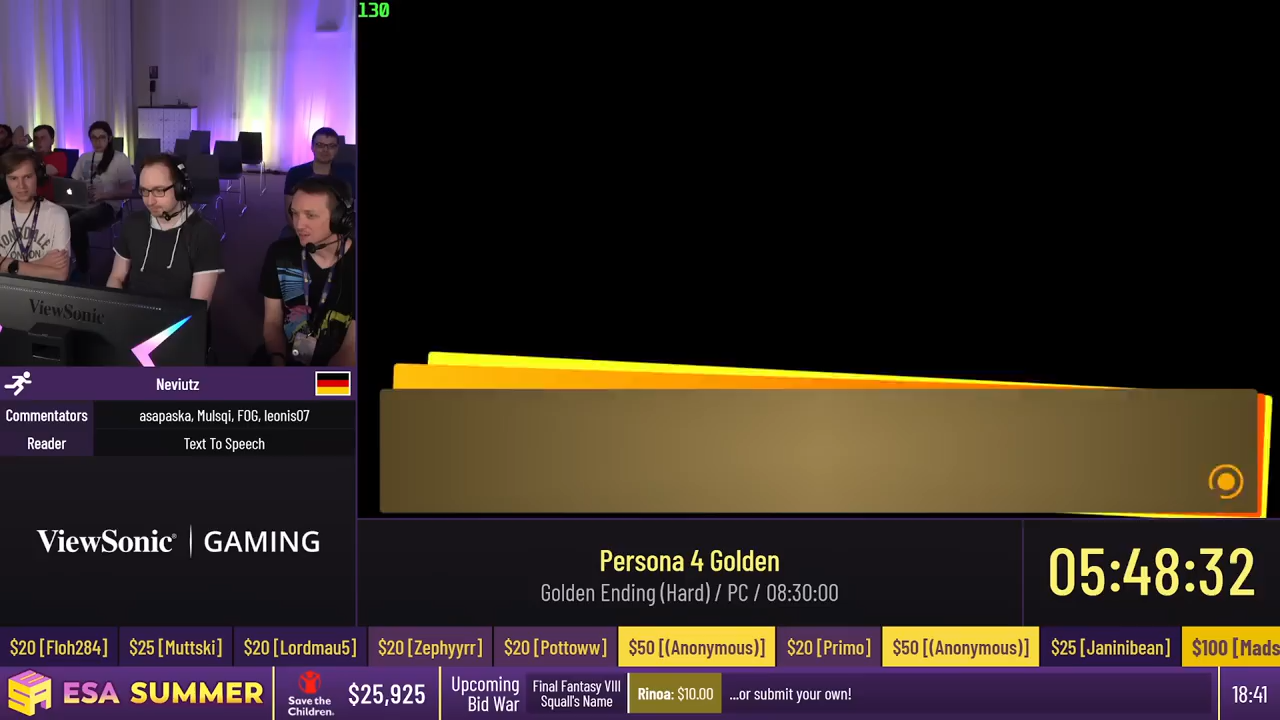 130
ViewSonic
Neviutz
Commentators
asapaska, Mulsqi, FOG, leonis07
Reader
Text To Speech
ViewSonic | GAMING
Persona 4 Golden
Golden Ending (Hard) / PC / 08:30:00
05:48:32
$20 [Floh284] $25 [Muttski] $20 [Lordmau5] $20 [Zephyyrr] $20 [Pottoww] $50 [(Anonymous)] $20 [Primo] $50 [(Anonymous)] $25 [Janinibean] $100 [Mads
ESA SUMMER
Save the
Children.
$25,925
Upcoming
Bid War
Final Fantasy VIII
Squall's Name
Rinoa: $10.00
...or submit your own!
18:41